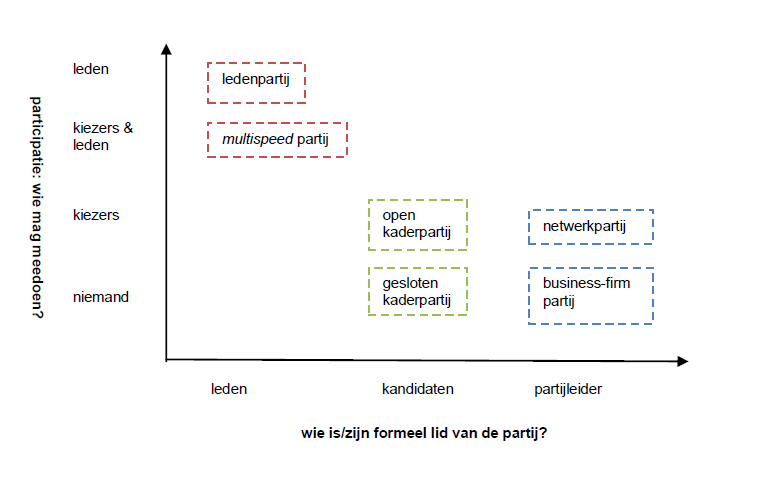 participatie: wie mag meedoen?
leden
ledenpartij
kiezers &
leden
multispeed partij
kiezers
open
kaderpartij
netwerkpartij
niemand
gesloten
kaderpartij
business-firm
partij
leden
kandidaten
partijleider
wie is/zijn formeel lid van de partij?